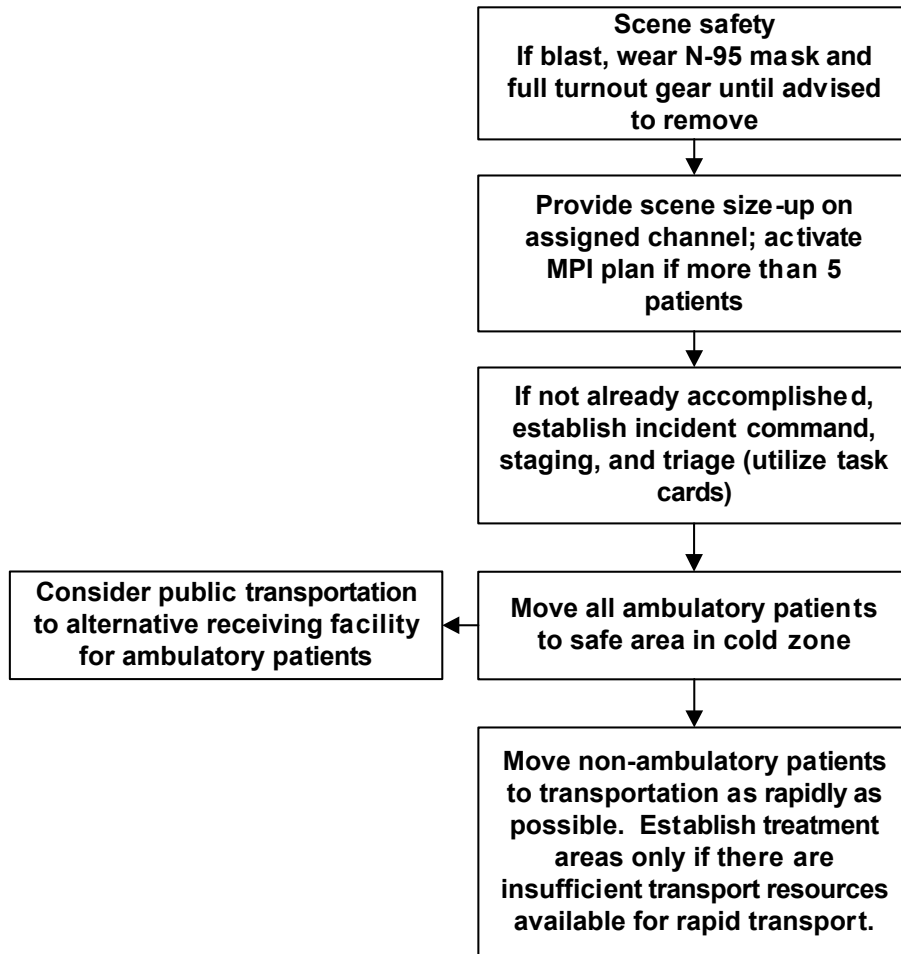 Scene safety
If blast, wear N-95 mask and
full turnout gear until advised
to remove
Provide scene size-up on
assigned channel; activate
MPI plan if more than 5
patients
If not already accomplished,
establish incident command,
staging, and triage (utilize task
cards)
Consider public transportation
to alternative receiving facility
for ambulatory patients
Move all ambulatory patients
to safe area in cold zone
Move non-ambulatory patients
to transportation as rapidly as
possible.  Establish treatment
areas only if there are
insufficient transport resources
available for rapid transport.